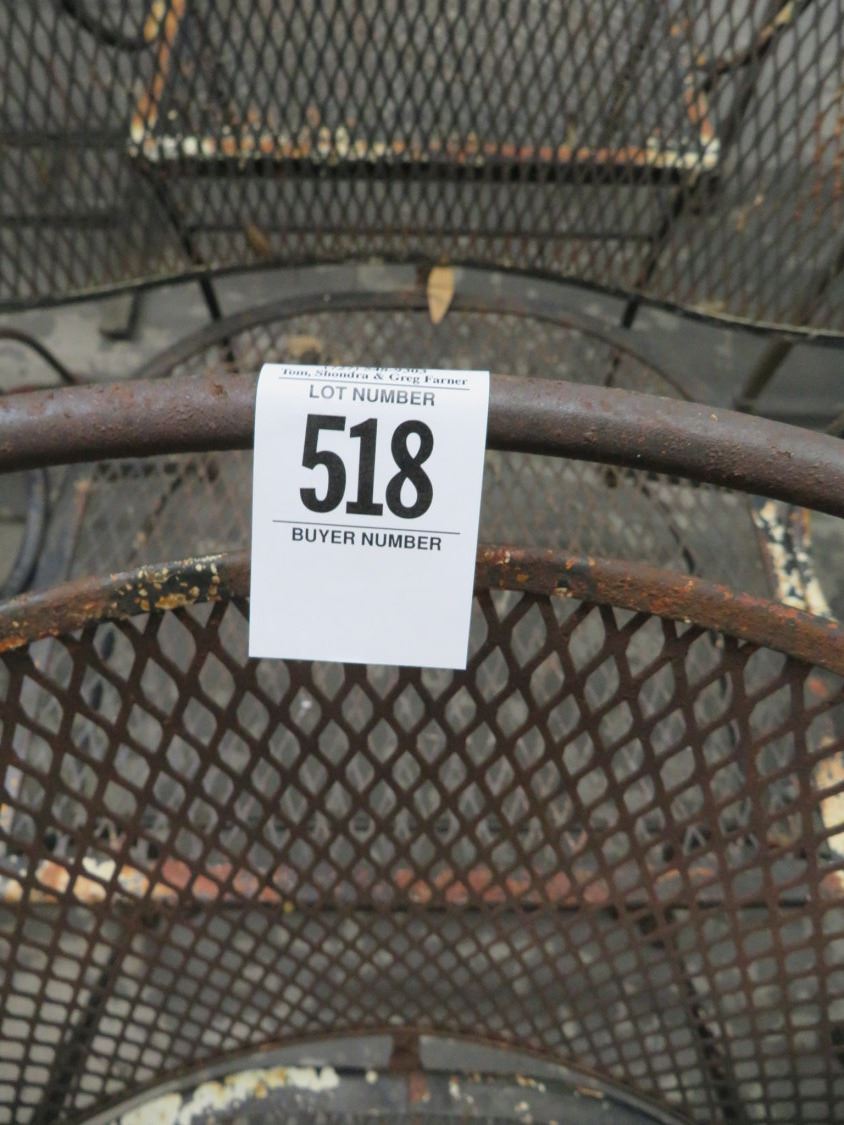 Tom, Shondra & Greg Farner
LOT NUMBER
518
BUYER NUMBER